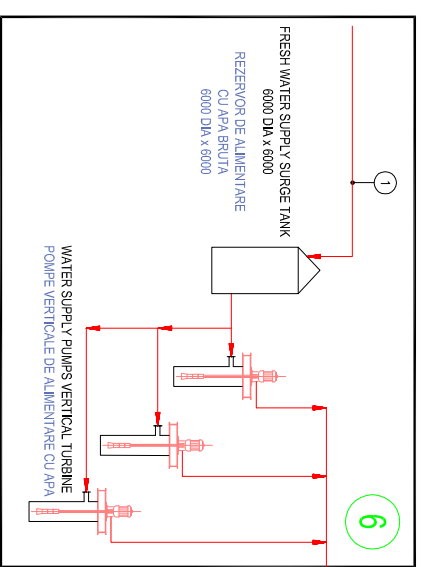 1
FRESH WATER SUPPLY SURGE TANK
6000 DIA x 6000
REZERVOR DE ALIMENTARE
CU APA BRUTA
6000 DIA x 6000
WATER SUPPLY PUMPS VERTICAL TURBINE
POMPE VERTICALE DE ALIMENTARE CU APA
6